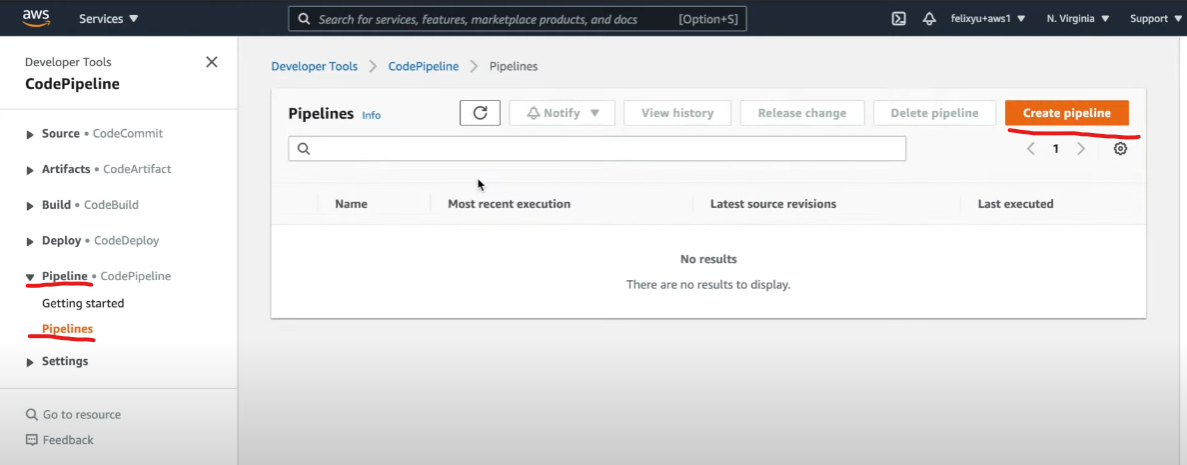 aws Services ▼ Search for services, features, marketplace products, and docs [Option+S] felixyu+aws1 ▼ N. Virginia ▼ Support ▼
Developer Tools
CodePipeline
Source • CodeCommit
Artifacts • CodeArtifact
Build • CodeBuild
Deploy • CodeDeploy
Pipeline • CodePipeline
Getting started
Pipelines
Settings
Go to resource
Feedback
Developer Tools > CodePipeline > Pipelines
Pipelines Info Notify ▼ View history Release change Delete pipeline Create pipeline
< 1 >
Name Most recent execution Latest source revisions Last executed
No results
There are no results to display.